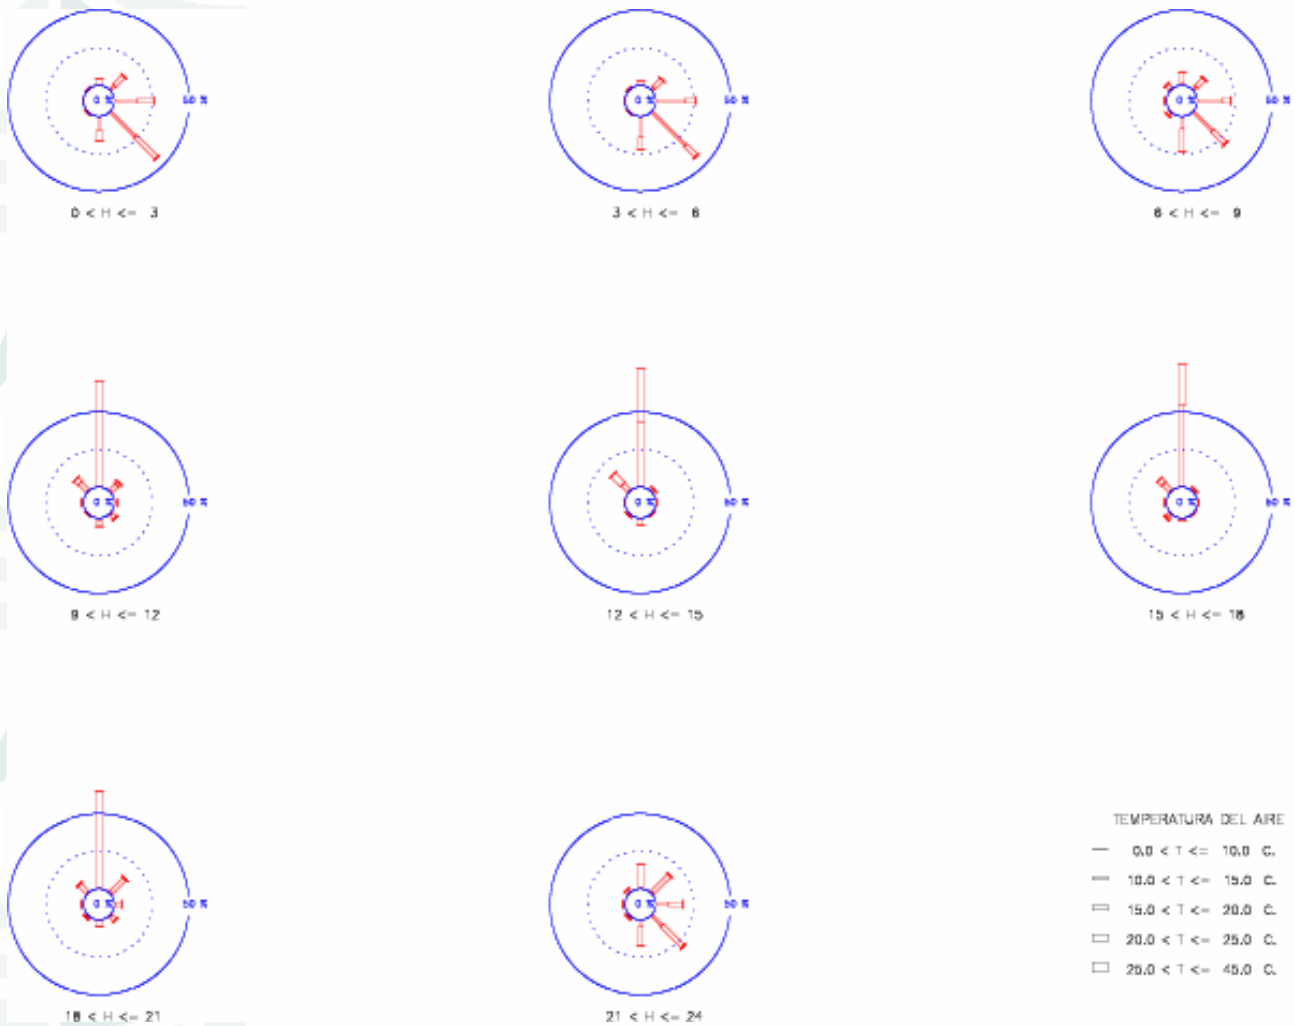 0 % 50 %
0 % 50 %
0 % 50 %
0 < H <= 3
3 < H <= 6
6 < H <= 9
0 % 50 %
0 % 50 %
0 % 50 %
9 < H <= 12
12 < H <= 15
15 < H <= 18
0 % 50 %
0 % 50 %
18 < H <= 21
21 < H <= 24
TEMPERATURA DEL AIRE
0.0 < T <= 10.0 C.
10.0 < T <= 15.0 C.
15.0 < T <= 20.0 C.
20.0 < T <= 25.0 C.
25.0 < T <= 45.0 C.